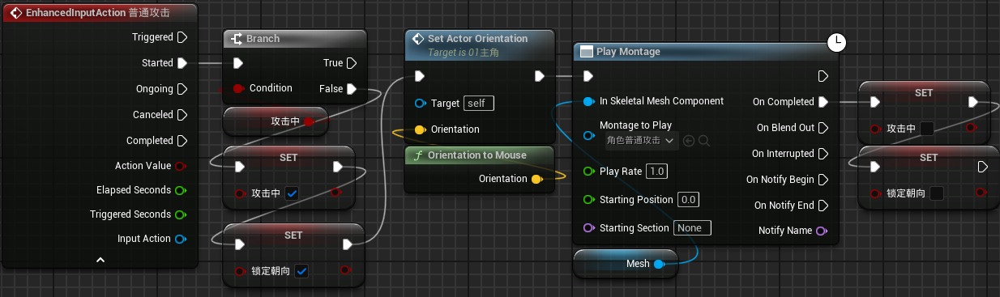 EnhancedInputAction 普通攻击
Triggered
Started
Ongoing
Canceled
Completed
Action Value
Elapsed Seconds
Triggered Seconds
Input Action
Branch
True
Condition
False
攻击中
SET
攻击中
SET
锁定朝向
Set Actor Orientation
Target is 01主角
Target self
Orientation
Orientation to Mouse
Orientation
Play Montage
In Skeletal Mesh Component
On Completed
Montage to Play
角色普通攻击
On Blend Out
On Interrupted
Play Rate 1.0
On Notify Begin
Starting Position 0.0
On Notify End
Starting Section None
Notify Name
Mesh
SET
攻击中
SET
锁定朝向